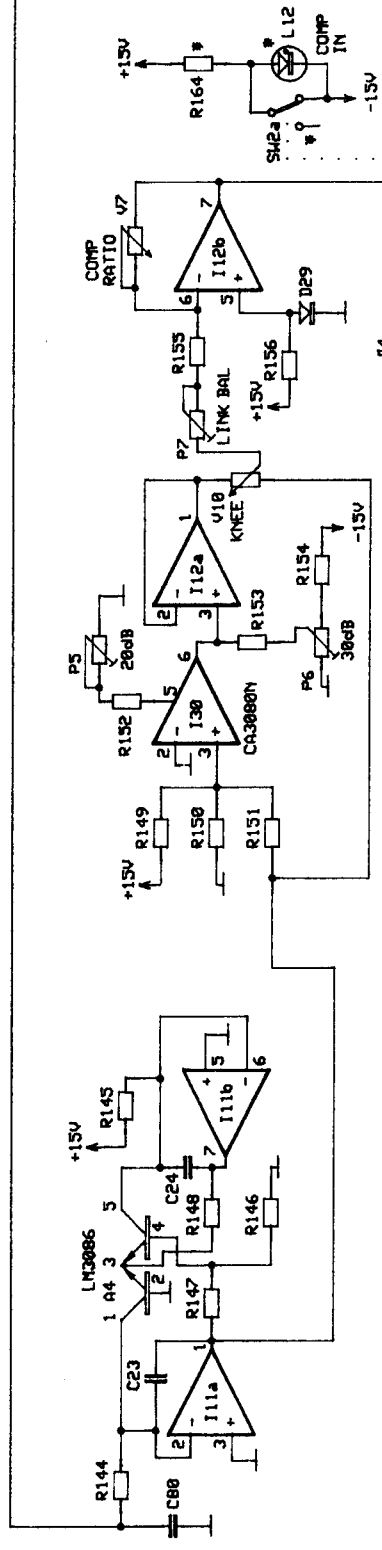 +15V
R164
*
*
L12
COMP
IN
SW2a
*
-15V
COMP
RATIO
V7
7
I12b
6
-
5
+
D29
R155
R156
+15V
P7
LINK BAL
V10
KNEE
1
I12a
2
-
3
+
R153
R154
-15V
P6
30dB
P5
20dB
R152
5
6
I30
2
-
3
+
CA3080N
+15V
R149
R150
R151
+15V
R145
LM3086
A4
1
3
5
2
4
C24
R148
R146
R147
7
I11b
+
5
-
6
C23
1
I11a
2
-
3
+
R144
C80